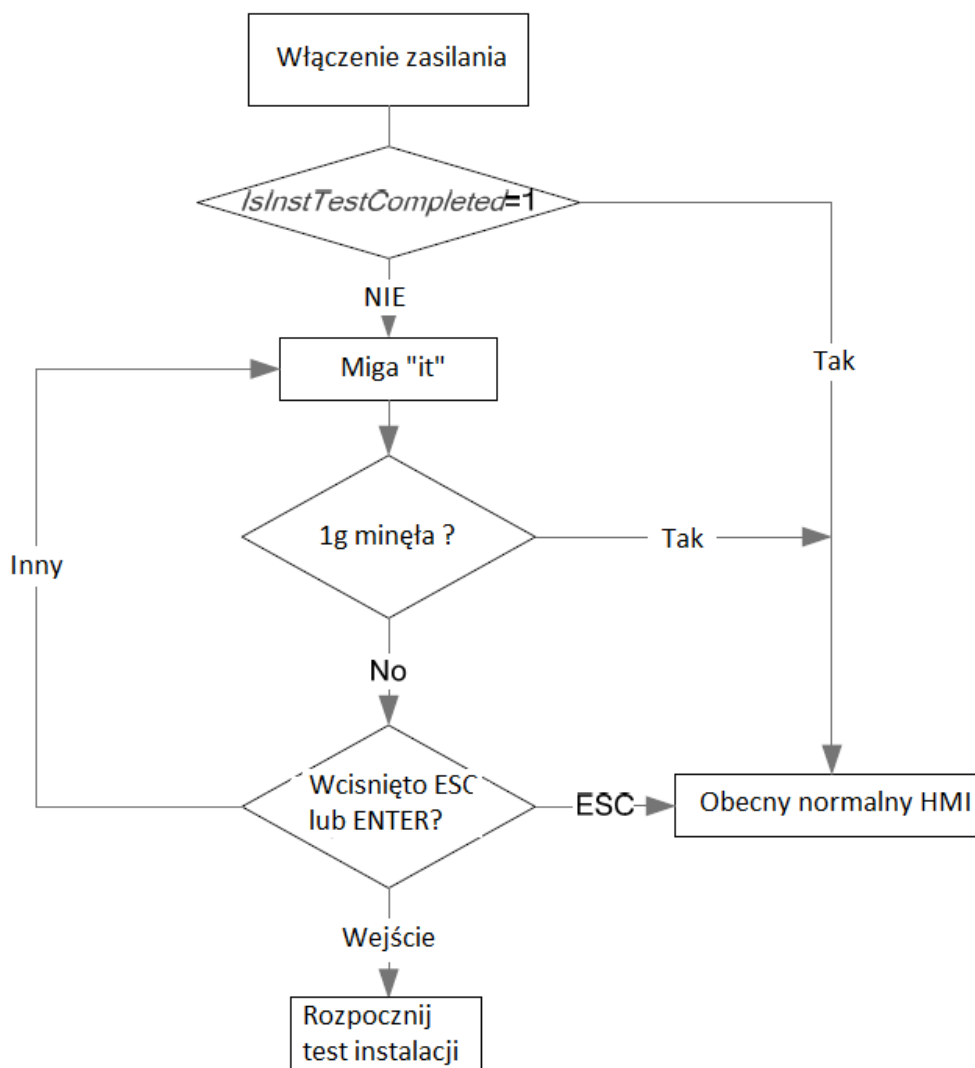 Włączenie zasilania
IsInstTestCompleted=1
NIE
Tak
Miga "it"
1g minęła ?
Tak
Inny
No
Wcisnięto ESC
lub ENTER?
ESC
Obecny normalny HMI
Wejście
Rozpocznij
test instalacji